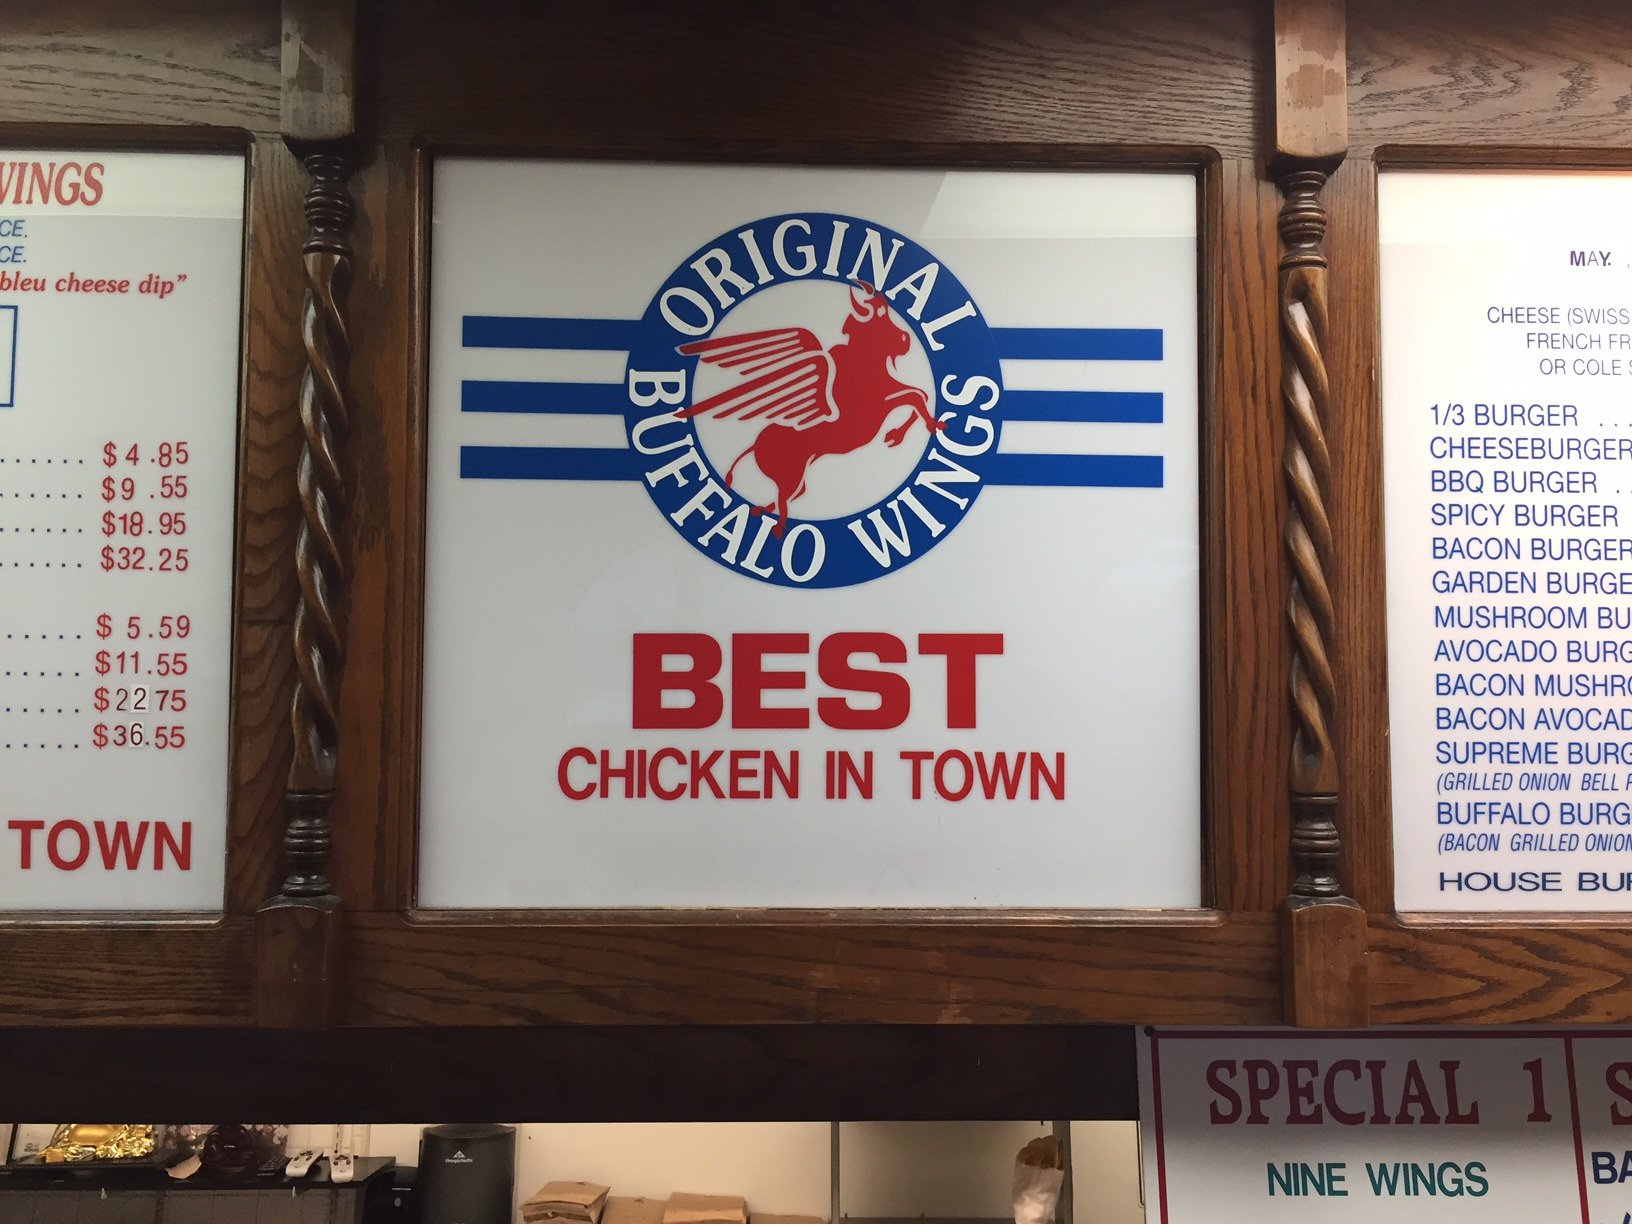 WINGS
CE.
CE.
bleu cheese dip"
$ 4.85
$9.55
$18.95
$32.25
$ 5.59
$11.55
$22.75
$36.55
TOWN
ORIGINAL
BUFFALO WINGS
BEST
CHICKEN IN TOWN
MAY.
CHEESE (SWISS
FRENCH FR
OR COLE S
1/3 BURGER ....
CHEESEBURGER
BBQ BURGER ..
SPICY BURGER
BACON BURGER
GARDEN BURGE
MUSHROOM BU
AVOCADO BURG
BACON MUSHRO
BACON AVOCAD
SUPREME BURG
(GRILLED ONION BELL P
BUFFALO BURG
(BACON GRILLED ONION
HOUSE BUR
SPECIAL 1
NINE WINGS
S
BA